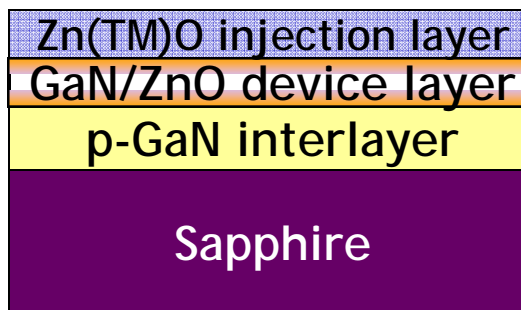 Zn(TM)O injection layer
GaN/ZnO device layer
p-GaN interlayer
Sapphire